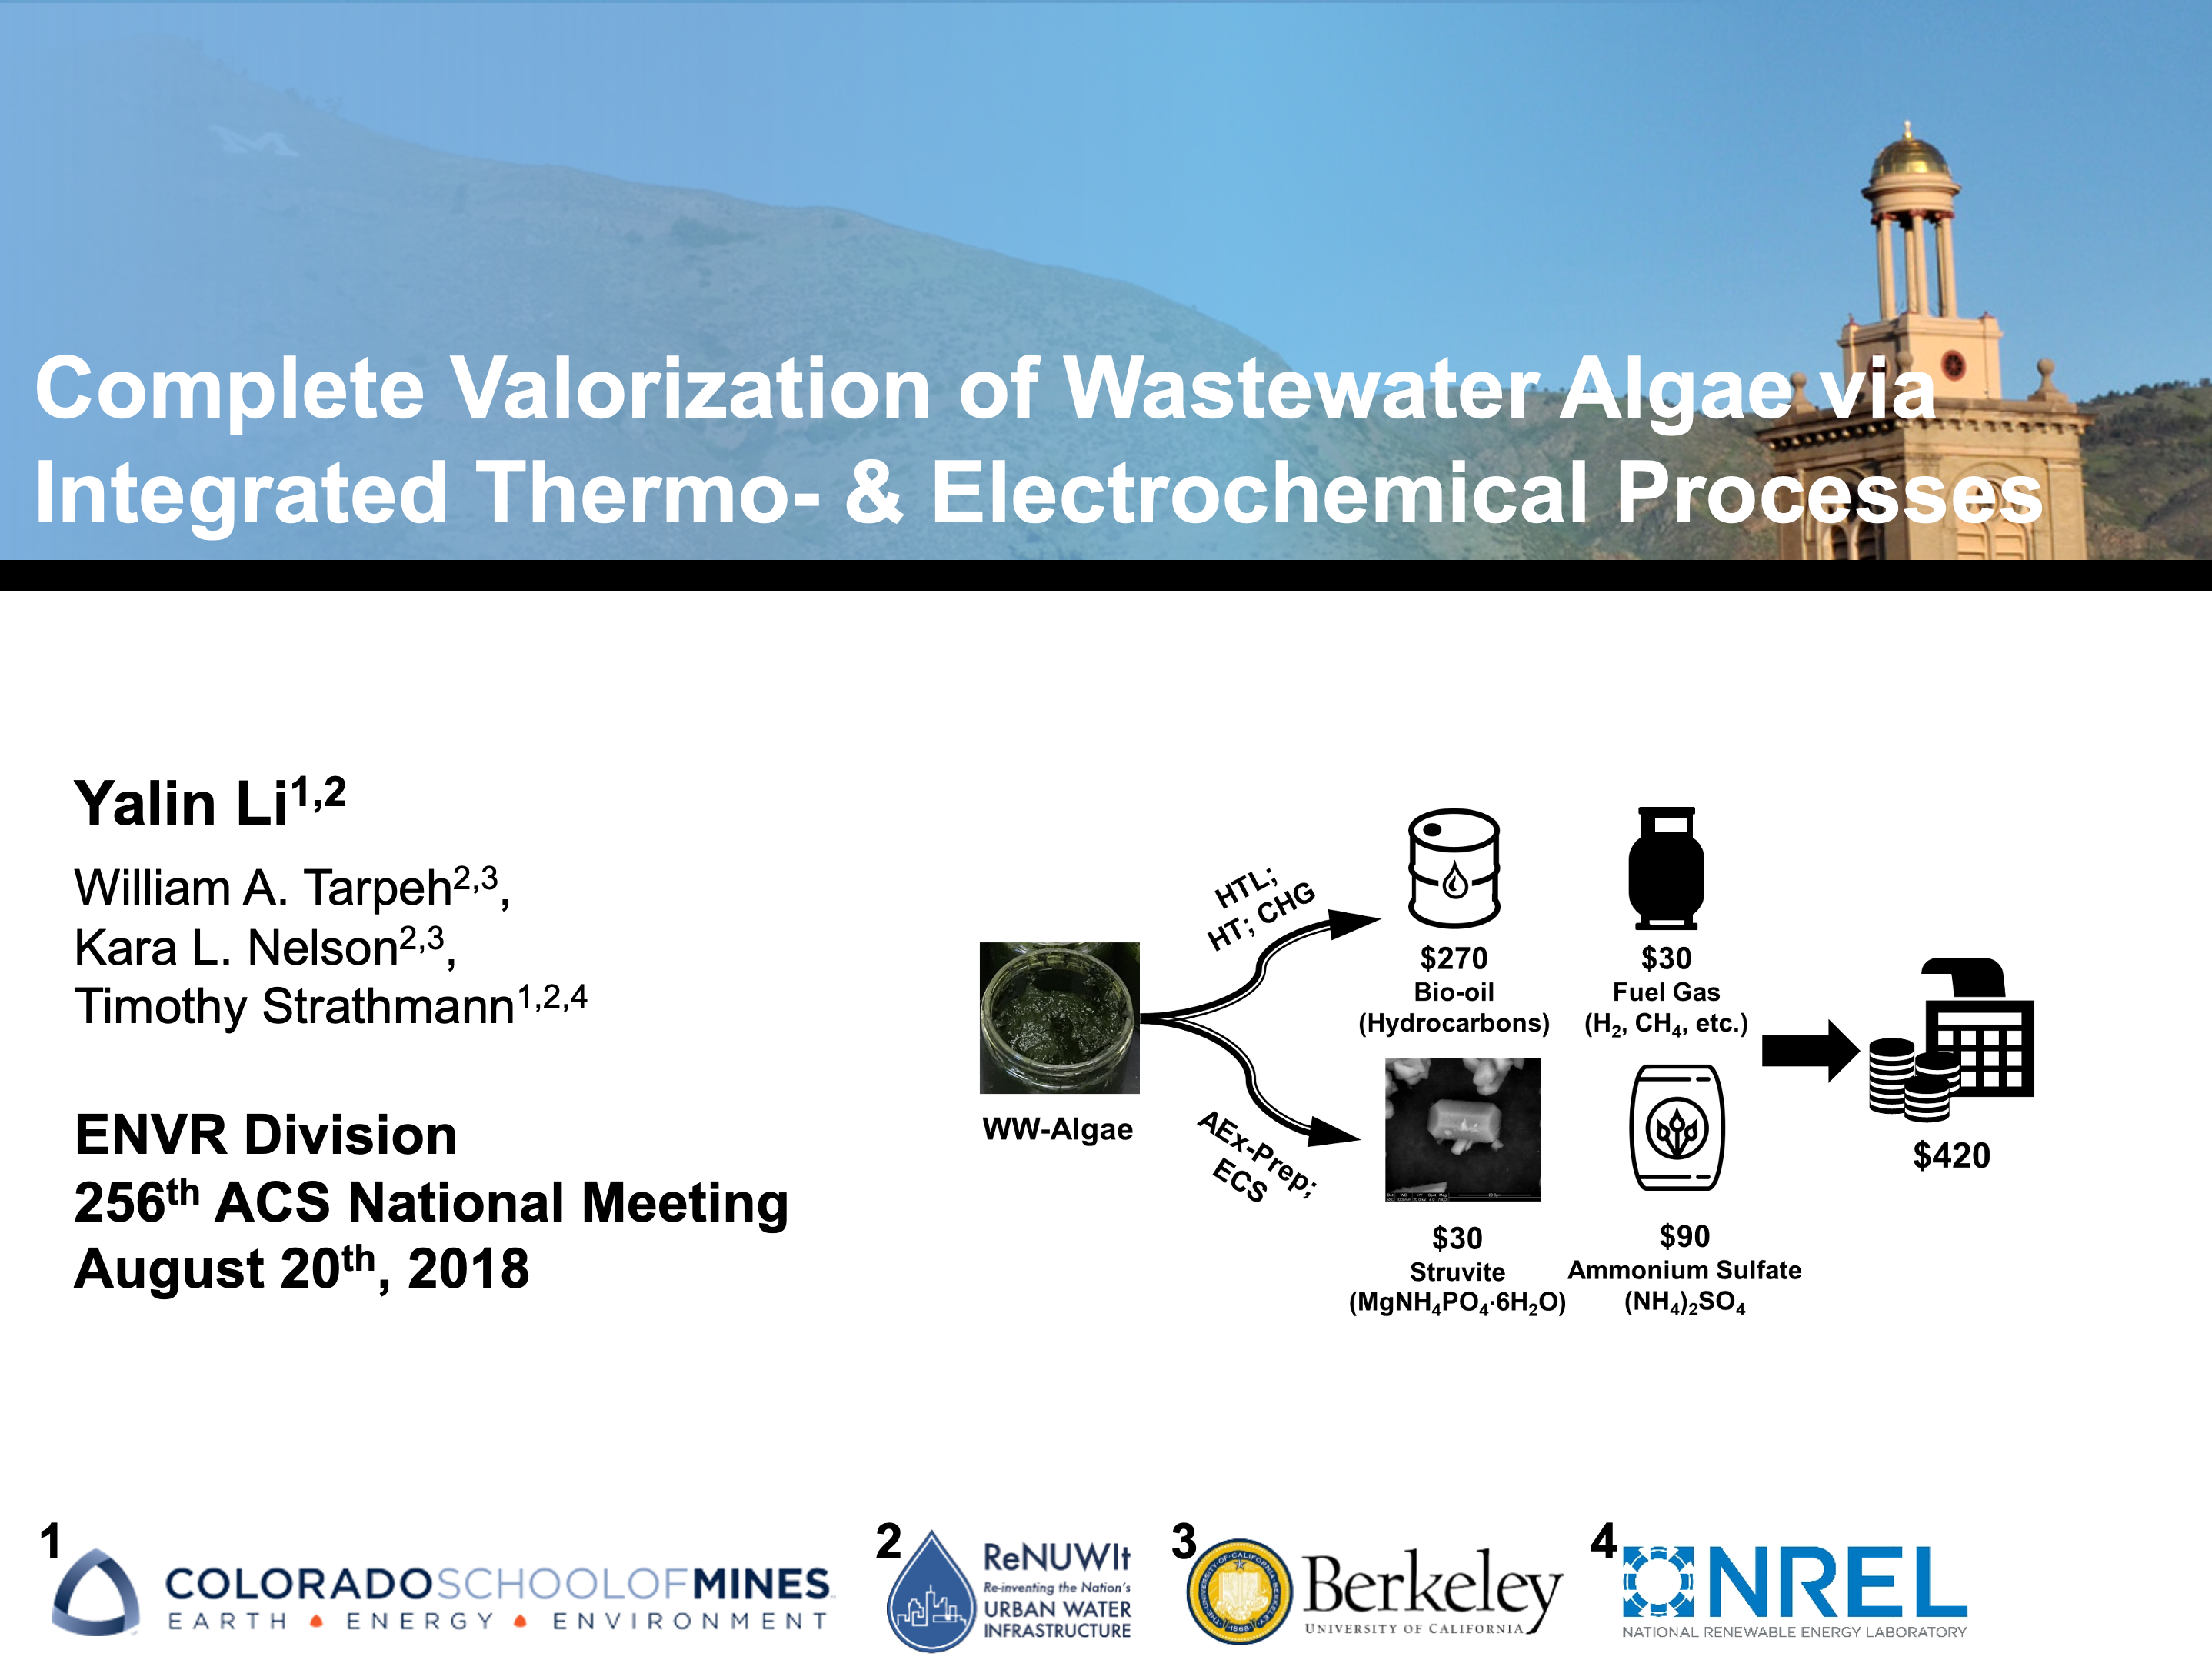 Complete Valorization of Wastewater Algae via
Integrated Thermo- & Electrochemical Processes
Yalin Li1,2
William A. Tarpeh2,3,
Kara L. Nelson2,3,
Timothy Strathmann1,2,4
ENVR Division
256th ACS National Meeting
August 20th, 2018
WW-Algae
HTL;
HT; CHG
AEx-Prep;
ECS
$270
Bio-oil
(Hydrocarbons)
$30
Fuel Gas
(H2, CH4, etc.)
$30
Struvite
(MgNH4PO4·6H2O)
$90
Ammonium Sulfate
(NH4)2SO4
$420
1
COLORADOSCHOOLOFMINES
EARTH ENERGY ENVIRONMENT
2
ReNUWIt
Re-inventing the Nation's
URBAN WATER
INFRASTRUCTURE
3
Berkeley
UNIVERSITY OF CALIFORNIA
4
NREL
NATIONAL RENEWABLE ENERGY LABORATORY
M